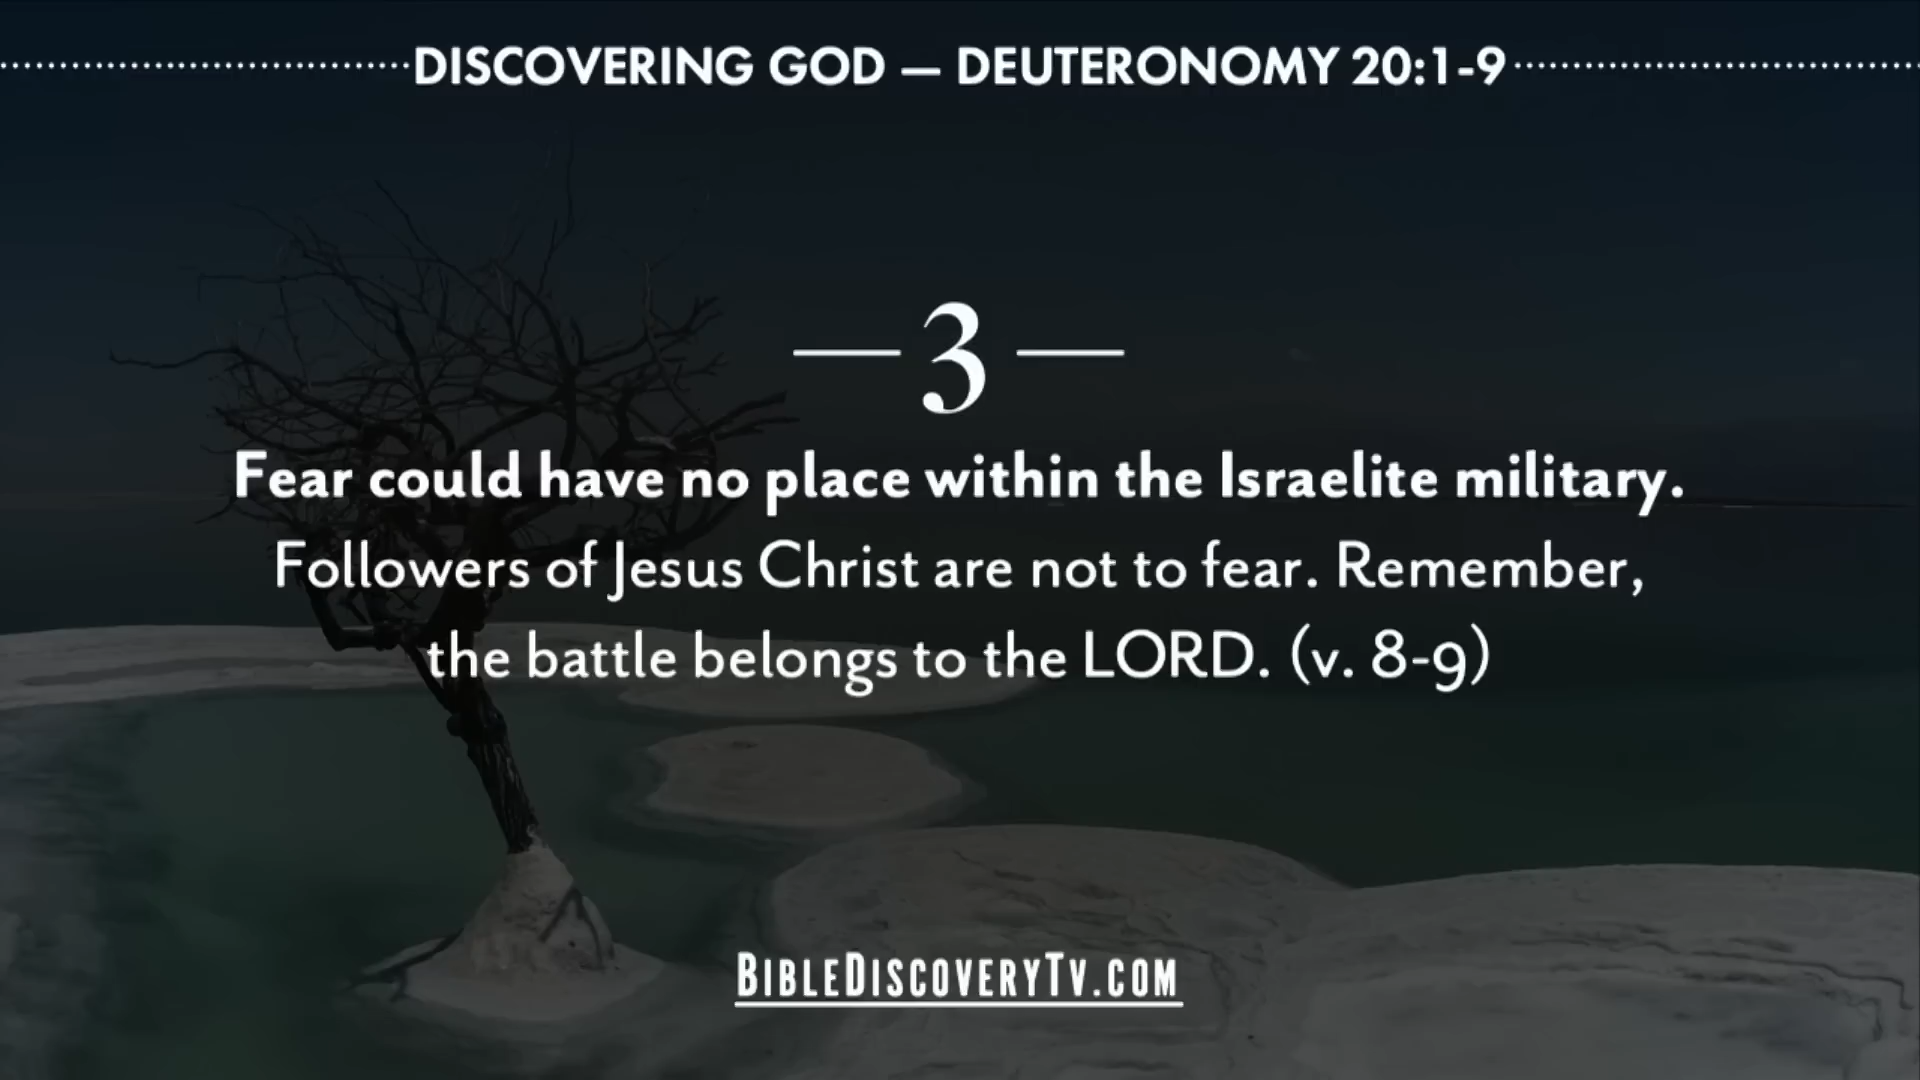 DISCOVERING GOD — DEUTERONOMY 20:1-9
— 3 —
Fear could have no place within the Israelite military.
Followers of Jesus Christ are not to fear. Remember,
the battle belongs to the LORD. (v. 8-9)
BIBLEDISCOVERYTV.COM